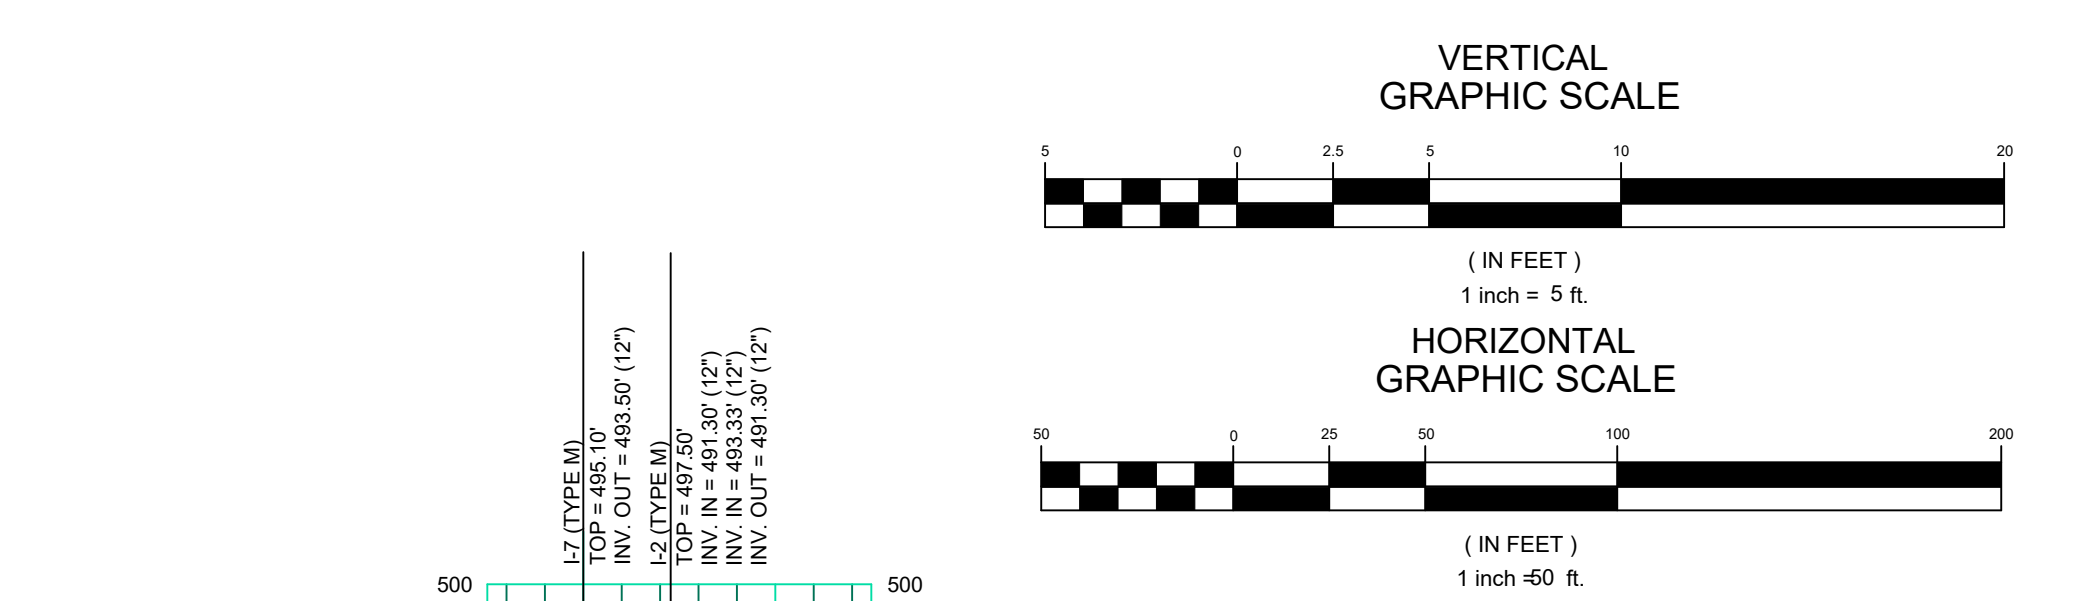 VERTICAL
GRAPHIC SCALE
5 0 2.5 5 10 20
( IN FEET )
1 inch = 5 ft.
HORIZONTAL
GRAPHIC SCALE
50 0 25 50 100 200
( IN FEET )
1 inch =50 ft.
I-7 (TYPE M)
TOP = 495.10'
INV. OUT = 493.50' (12")
I-2 (TYPE M)
TOP = 497.50'
INV. IN = 491.30' (12")
INV. IN = 493.33' (12")
INV. OUT = 491.30' (12")
500 500